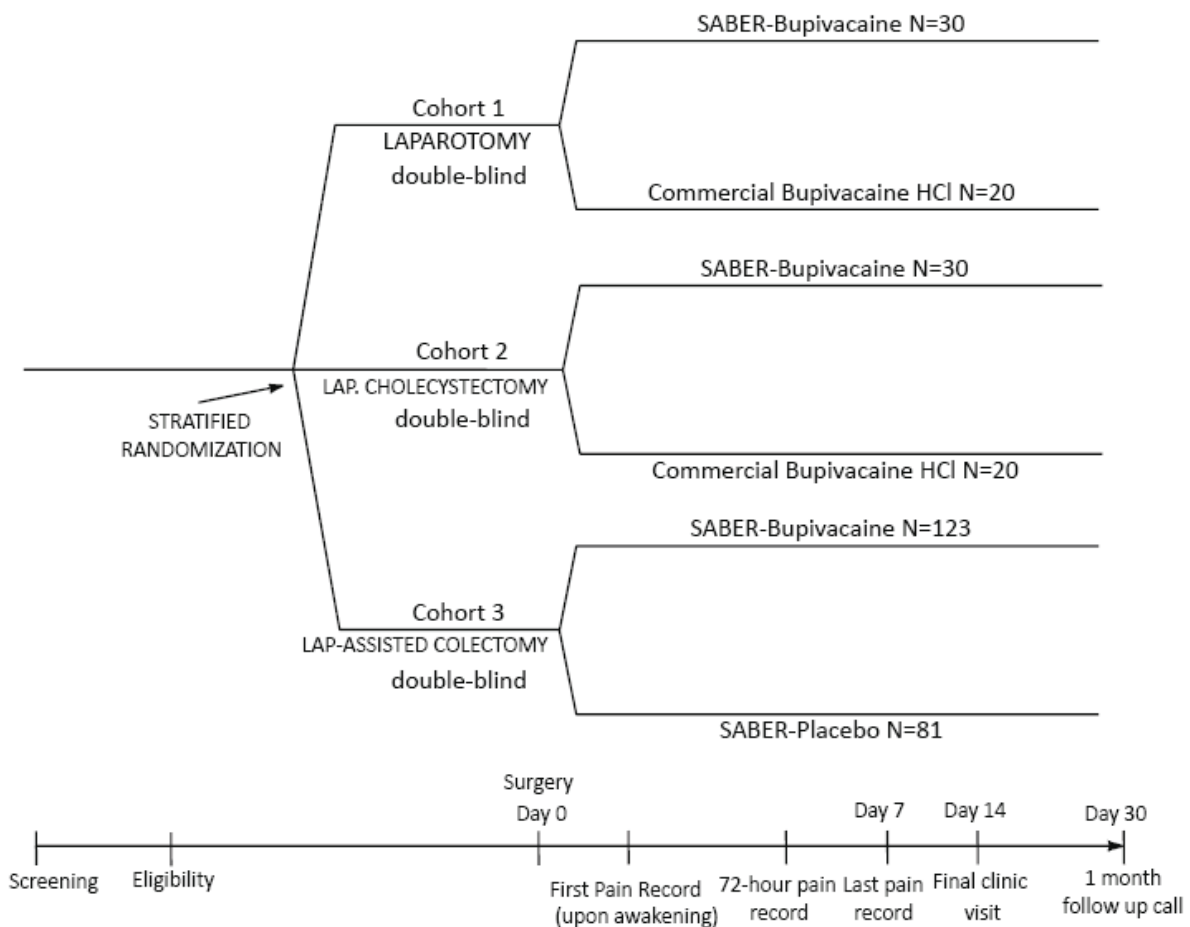 SABER-Bupivacaine N=30
Cohort 1
LAPAROTOMY
double-blind
Commercial Bupivacaine HCl N=20
SABER-Bupivacaine N=30
Cohort 2
LAP. CHOLECYSTECTOMY
double-blind
STRATIFIED
RANDOMIZATION
Commercial Bupivacaine HCl N=20
SABER-Bupivacaine N=123
Cohort 3
LAP-ASSISTED COLECTOMY
double-blind
SABER-Placebo N=81
Surgery
Day 0
Day 7
Day 14
Day 30
Screening
Eligibility
First Pain Record
(upon awakening)
72-hour pain
record
Last pain
record
Final clinic
visit
1 month
follow up call